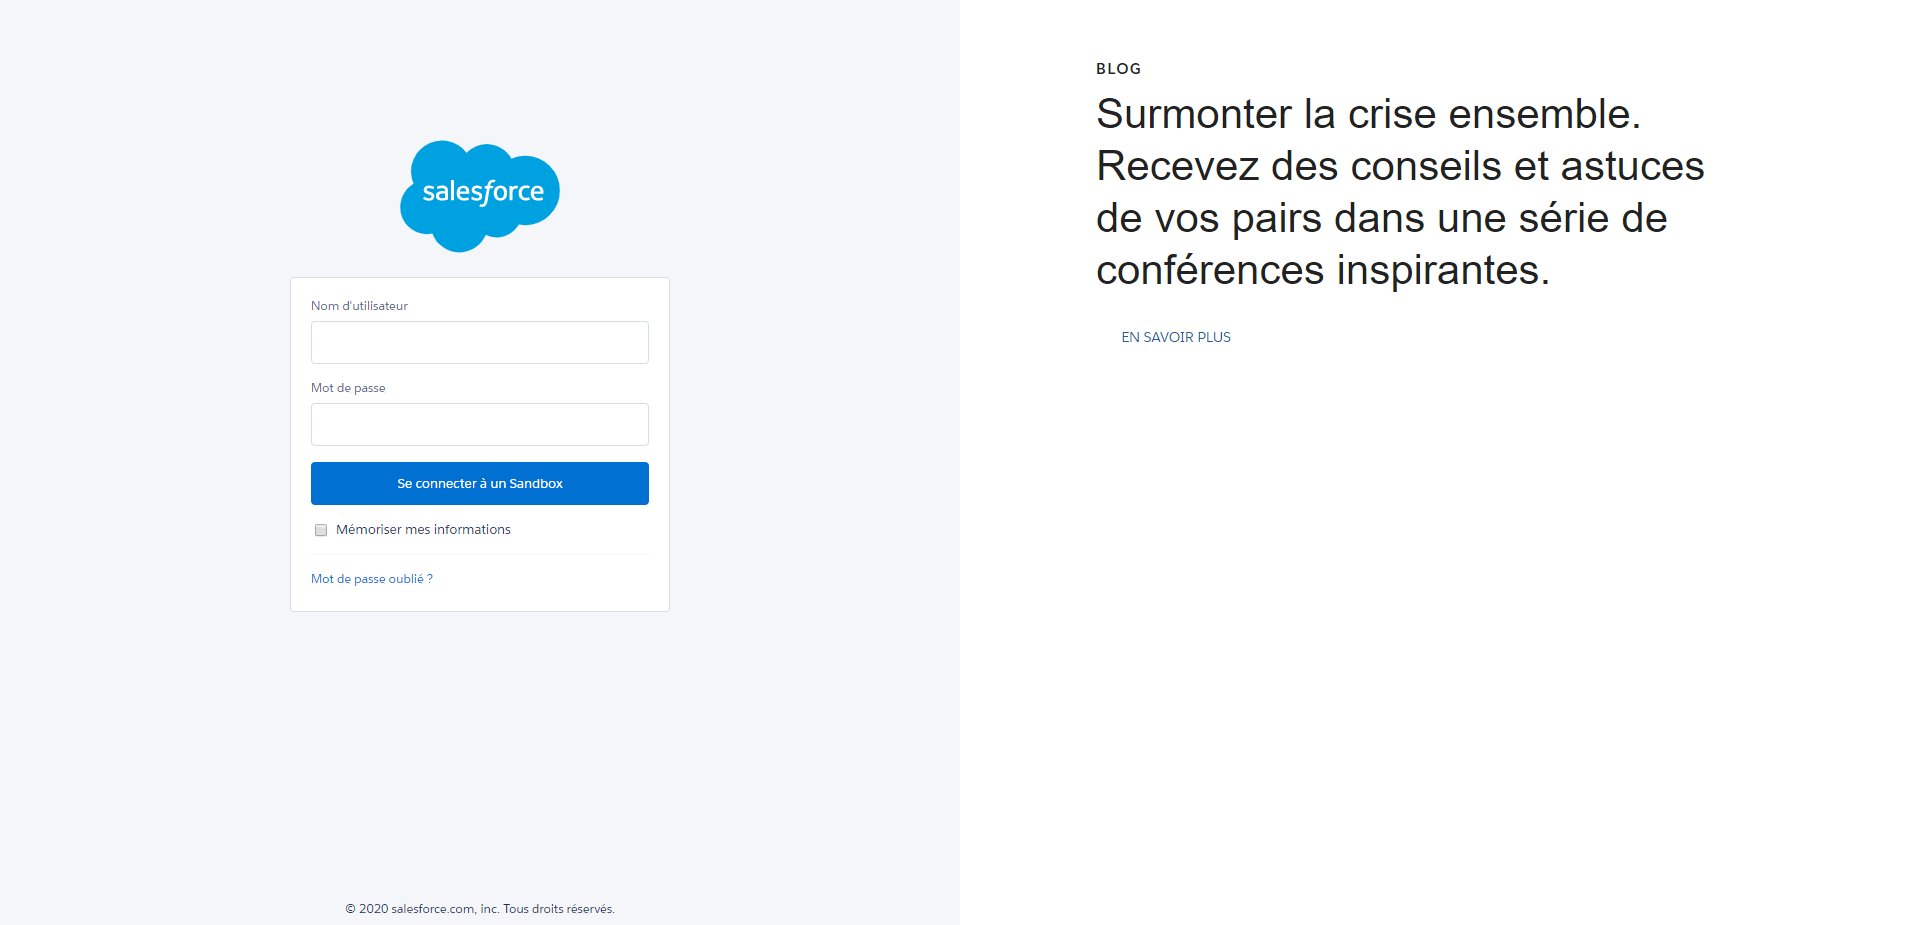 salesforce
Nom d'utilisateur
Mot de passe
Se connecter à un Sandbox
Mémoriser mes informations
Mot de passe oublié ?
© 2020 salesforce.com, inc. Tous droits réservés.
BLOG
Surmonter la crise ensemble.
Recevez des conseils et astuces
de vos pairs dans une série de
conférences inspirantes.
EN SAVOIR PLUS